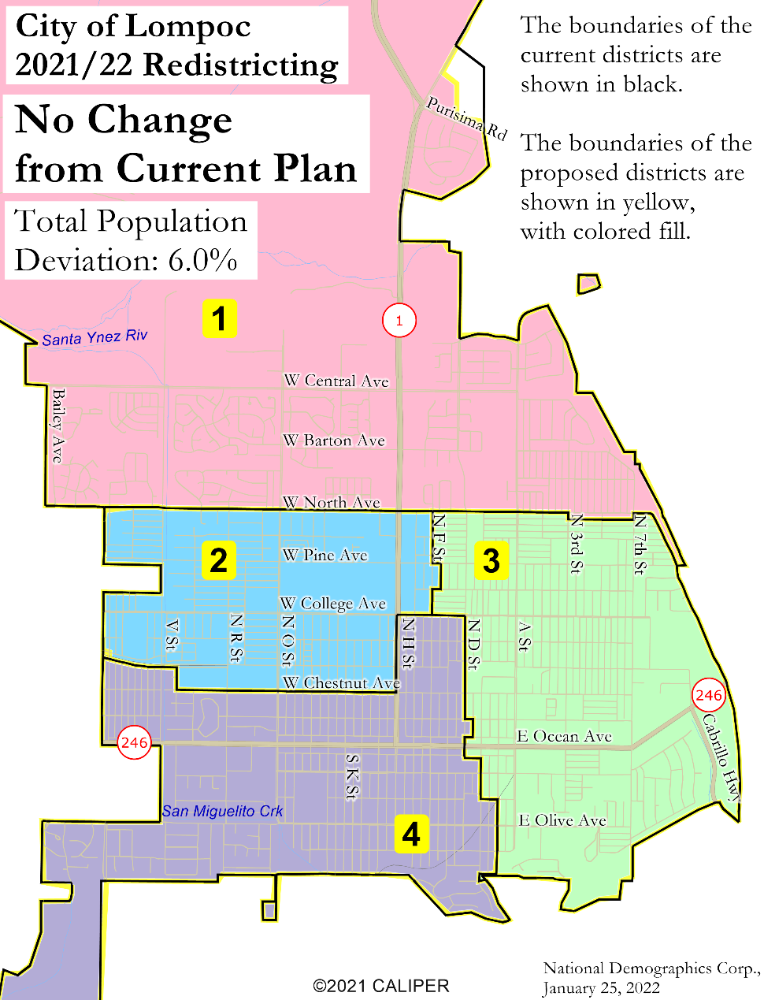 City of Lompoc
2021/22 Redistricting
No Change
from Current Plan
Total Population
Deviation: 6.0%
The boundaries of the
current districts are
shown in black.
The boundaries of the
proposed districts are
shown in yellow,
with colored fill.
Purisima Rd
1
1
Santa Ynez Riv
W Central Ave
Bailey Ave
W Barton Ave
W North Ave
N F St
N 3rd St
N 7th St
2
W Pine Ave
3
W College Ave
V St
N R St
N O St
N H St
N D St
A St
W Chestnut Ave
246
Cabrillo Hwy
E Ocean Ave
246
S K St
San Miguelito Crk
4
E Olive Ave
National Demographics Corp.,
January 25, 2022
©2021 CALIPER